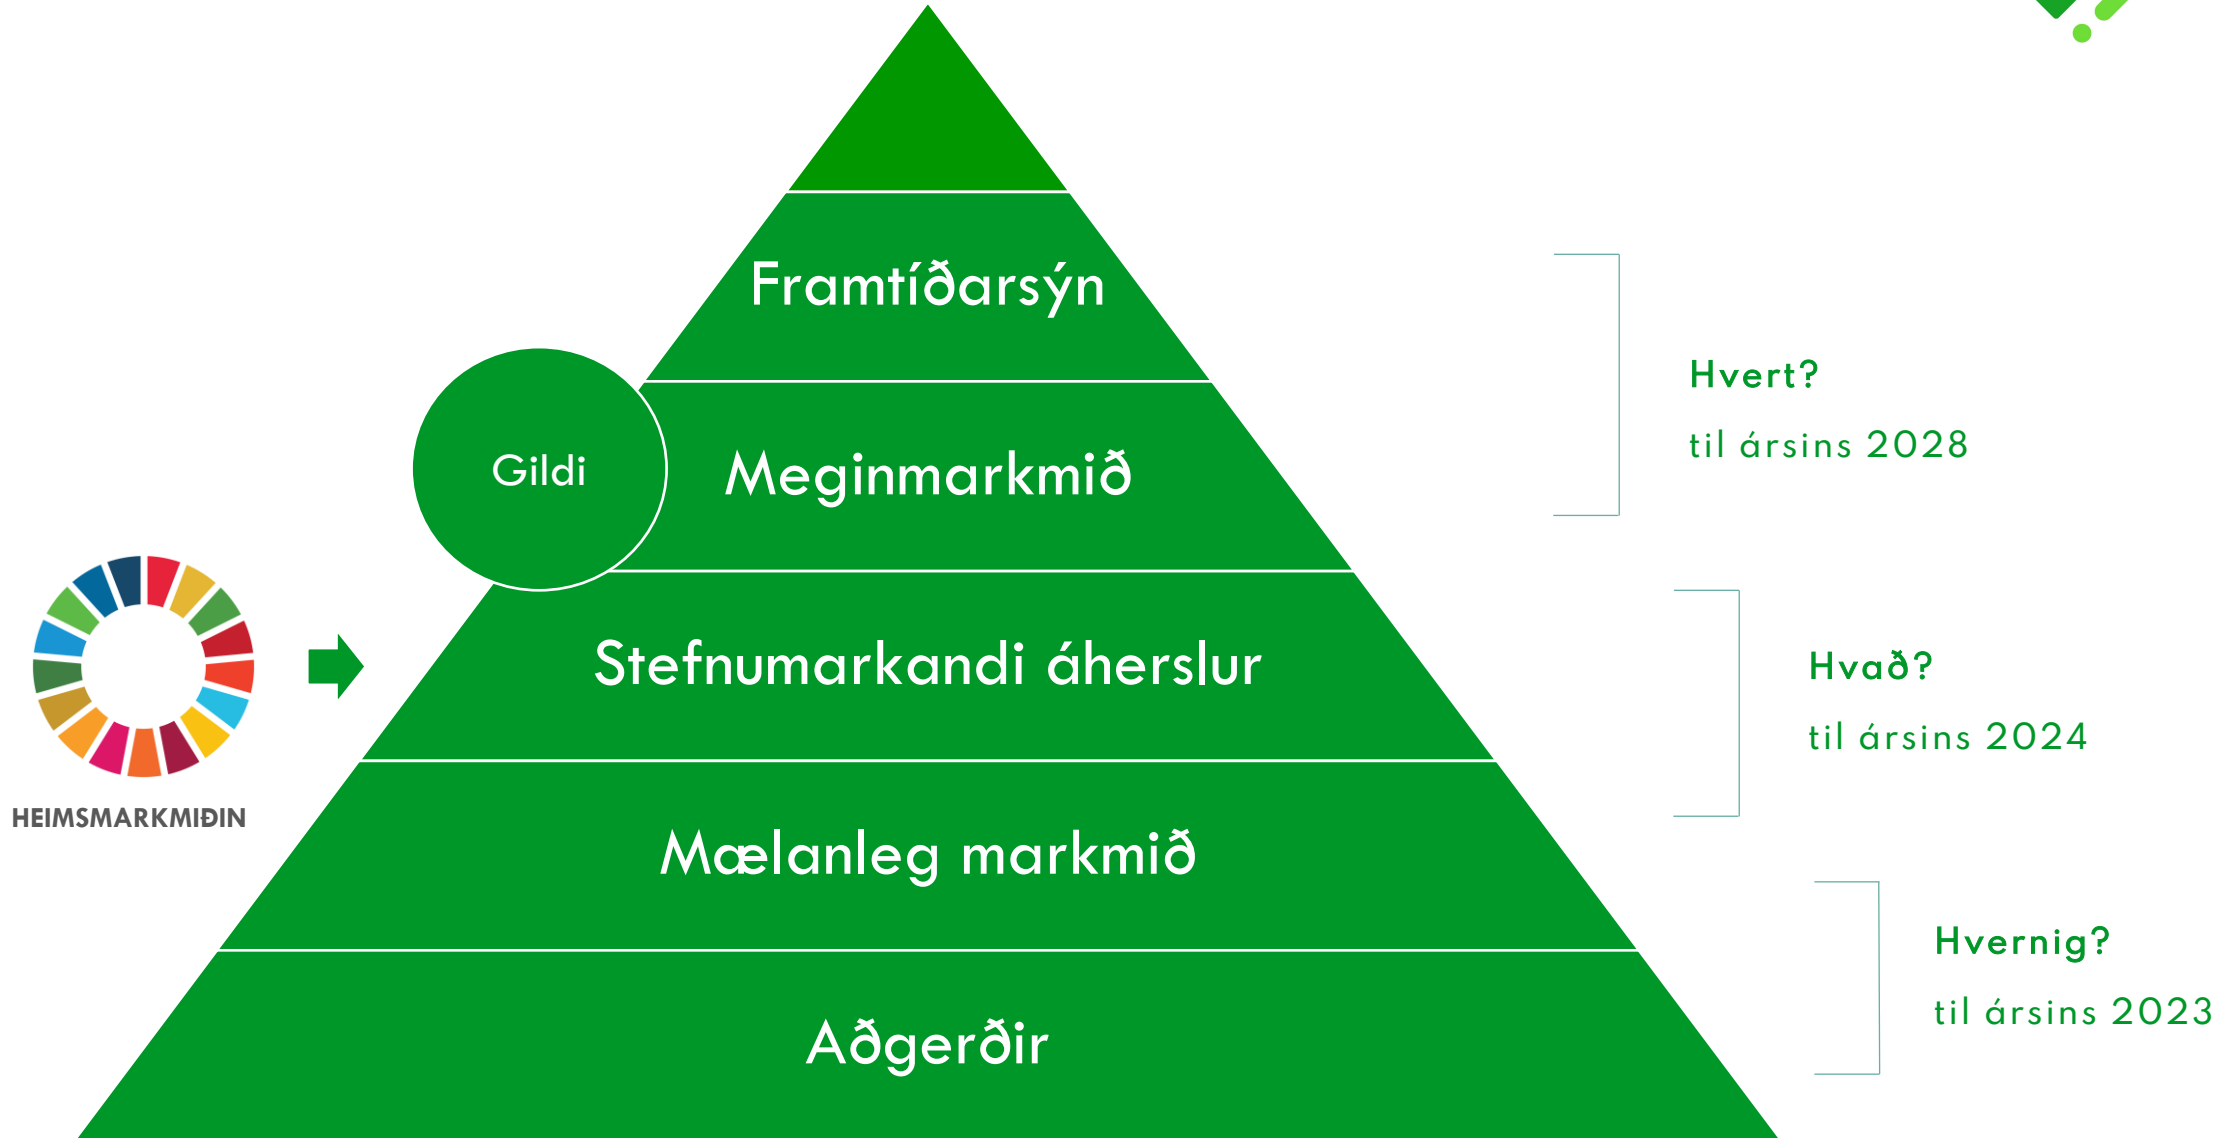 Framtíðarsýn
Gildi
Meginmarkmið
Stefnumarkandi áherslur
Mælanleg markmið
Aðgerðir
HEIMSMARKMIÐIN
Hvert?
til ársins 2028
Hvað?
til ársins 2024
Hvernig?
til ársins 2023